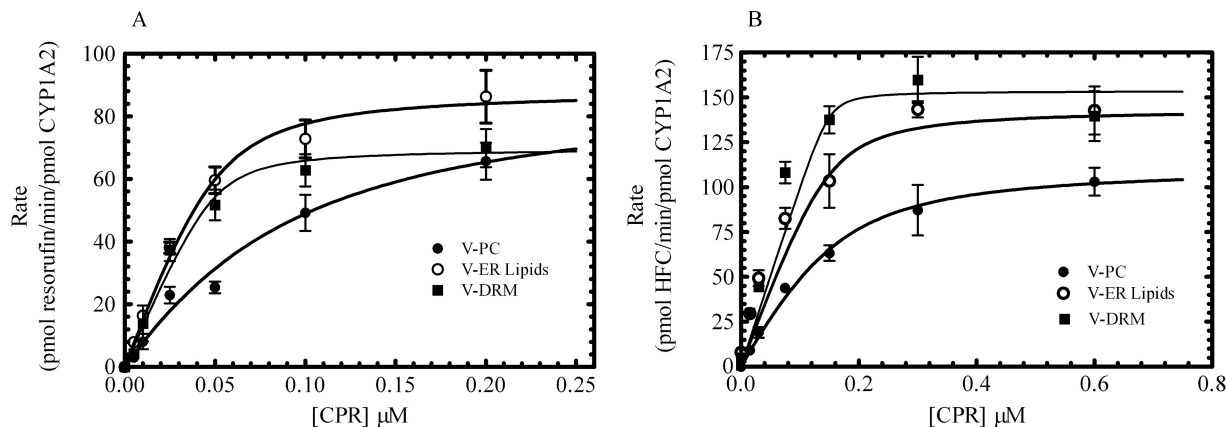 A
Rate
(pmol resorufin/min/pmol CYP1A2)
100
80
60
40
20
0
V-PC
V-ER Lipids
V-DRM
0.00
0.05
0.10
0.15
0.20
0.25
[CPR] μM
B
Rate
(pmol HFC/min/pmol CYP1A2)
175
150
125
100
75
50
25
0
V-PC
V-ER Lipids
V-DRM
0.0
0.2
0.4
0.6
0.8
[CPR] μM